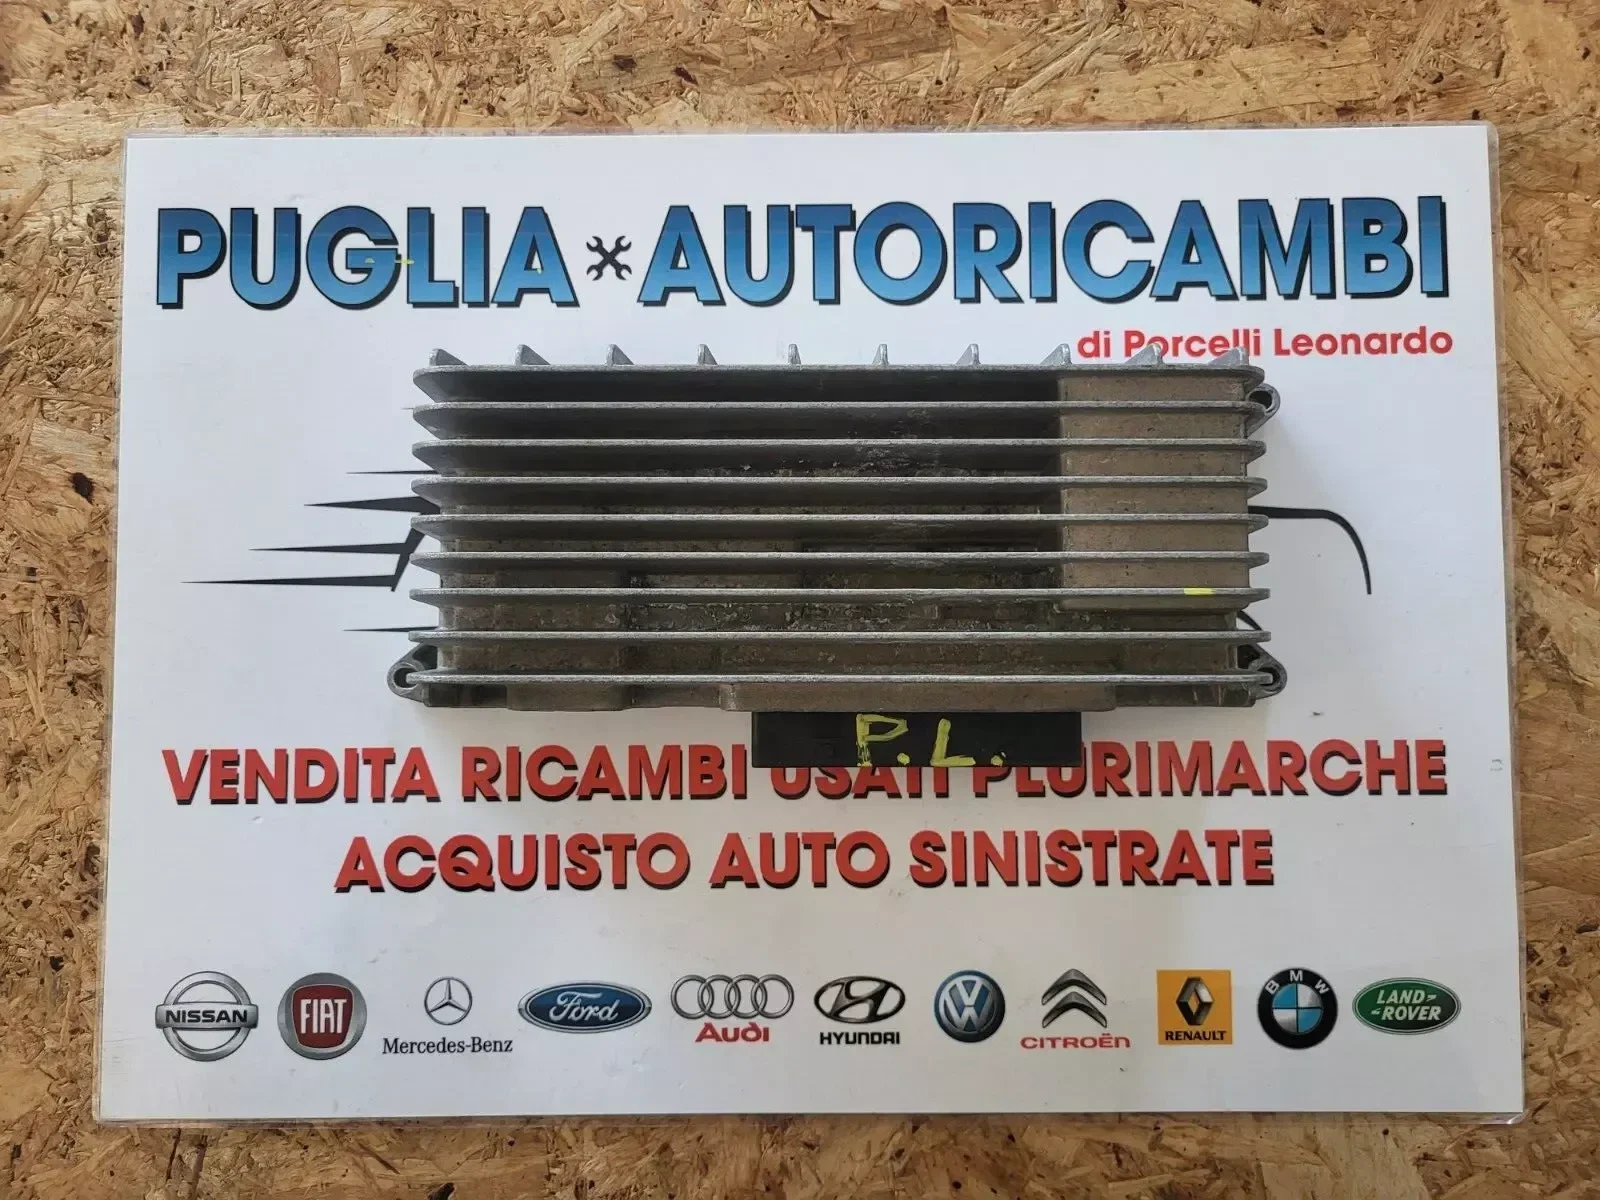 PUGLIA AUTORICAMBI
di Porcelli Leonardo
P.L.
VENDITA RICAMBI USATI PLURIMARCHE
ACQUISTO AUTO SINISTRATE
NISSAN FIAT Mercedes-Benz Ford Audi HYUNDAI VW CITROËN RENAULT BMW LAND-ROVER